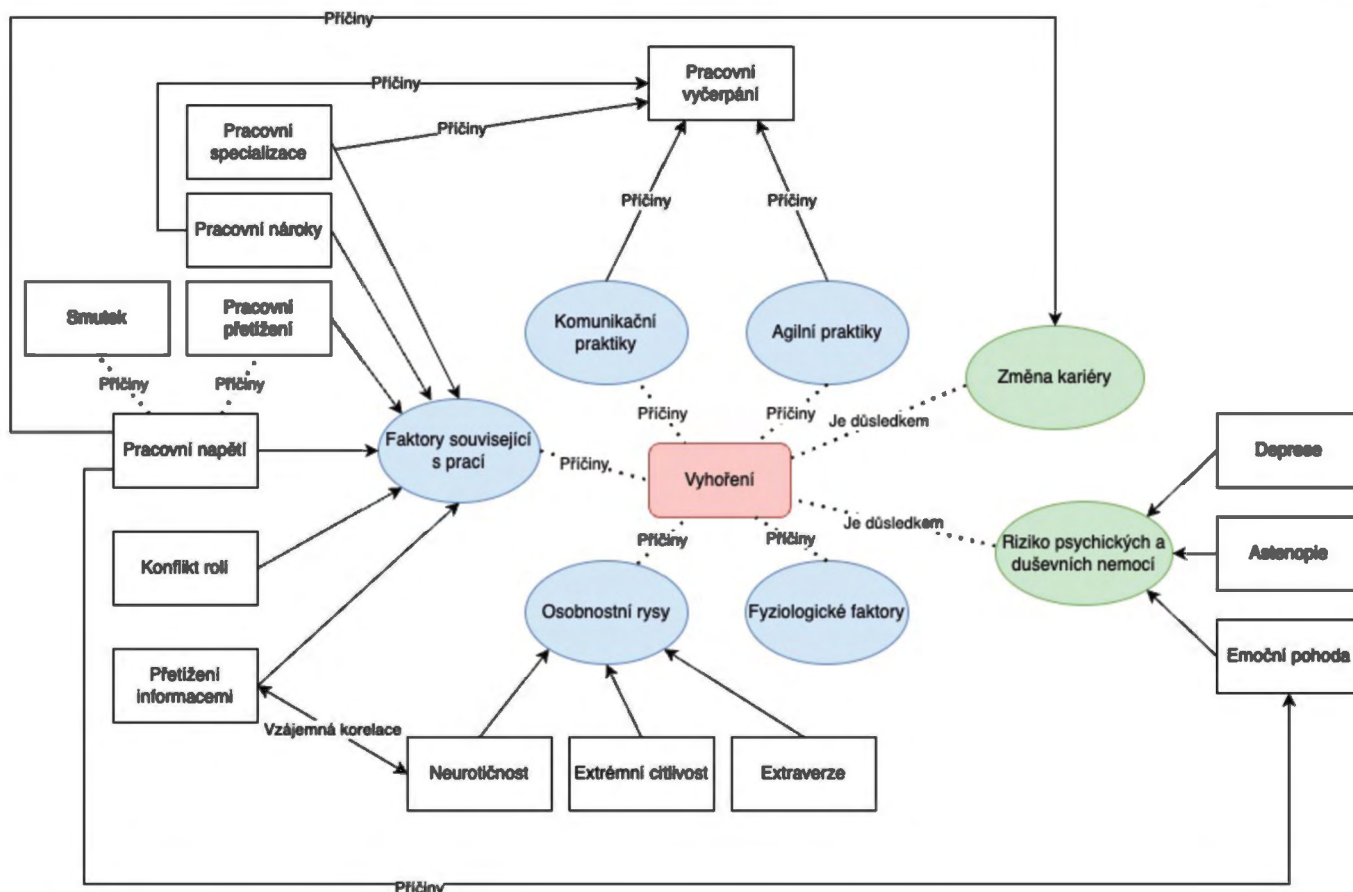 Příčiny
Pracovní
vyčerpání
Příčiny
Pracovní
specializace
Příčiny
Příčiny
Příčiny
Pracovní nároky
Smutek
Pracovní
přetížení
Komunikační
praktiky
Agilní praktiky
Změna kariéry
Příčiny
Příčiny
Příčiny
Příčiny
Je důsledkem
Pracovní napětí
Faktory související
s prací
Příčiny
Vyhoření
Deprese
Je důsledkem
Příčiny
Příčiny
Riziko psychických a
duševních nemocí
Astenopie
Konflikt rolí
Osobnostní rysy
Fyziologické faktory
Emoční pohoda
Přetížení
informacemi
Vzájemná korelace
Neurotičnost
Extrémní citlivost
Extraverze
Příčiny